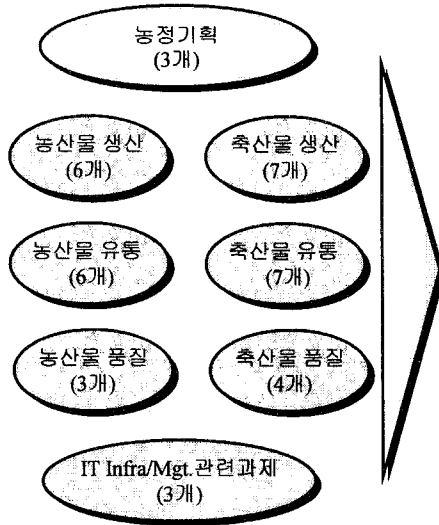 농정기획
(3개)
농산물 생산
(6개)
축산물 생산
(7개)
농산물 유통
(6개)
축산물 유통
(7개)
농산물 품질
(3개)
축산물 품질
(4개)
IT Infra/Mgt.관련과제
(3개)